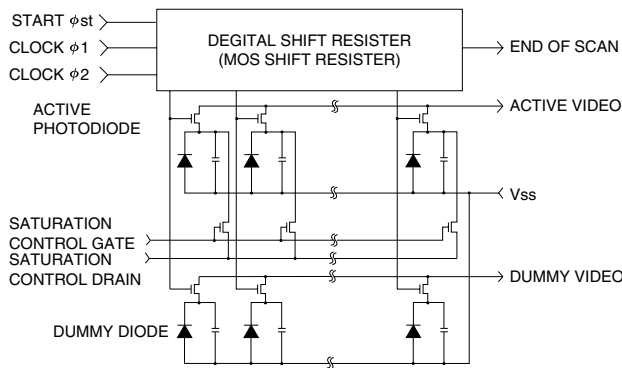 START φst
CLOCK φ1
CLOCK φ2
DEGITAL SHIFT RESISTER
(MOS SHIFT RESISTER)
END OF SCAN
ACTIVE
PHOTODIODE
ACTIVE VIDEO
Vss
SATURATION
CONTROL GATE
SATURATION
CONTROL DRAIN
DUMMY VIDEO
DUMMY DIODE